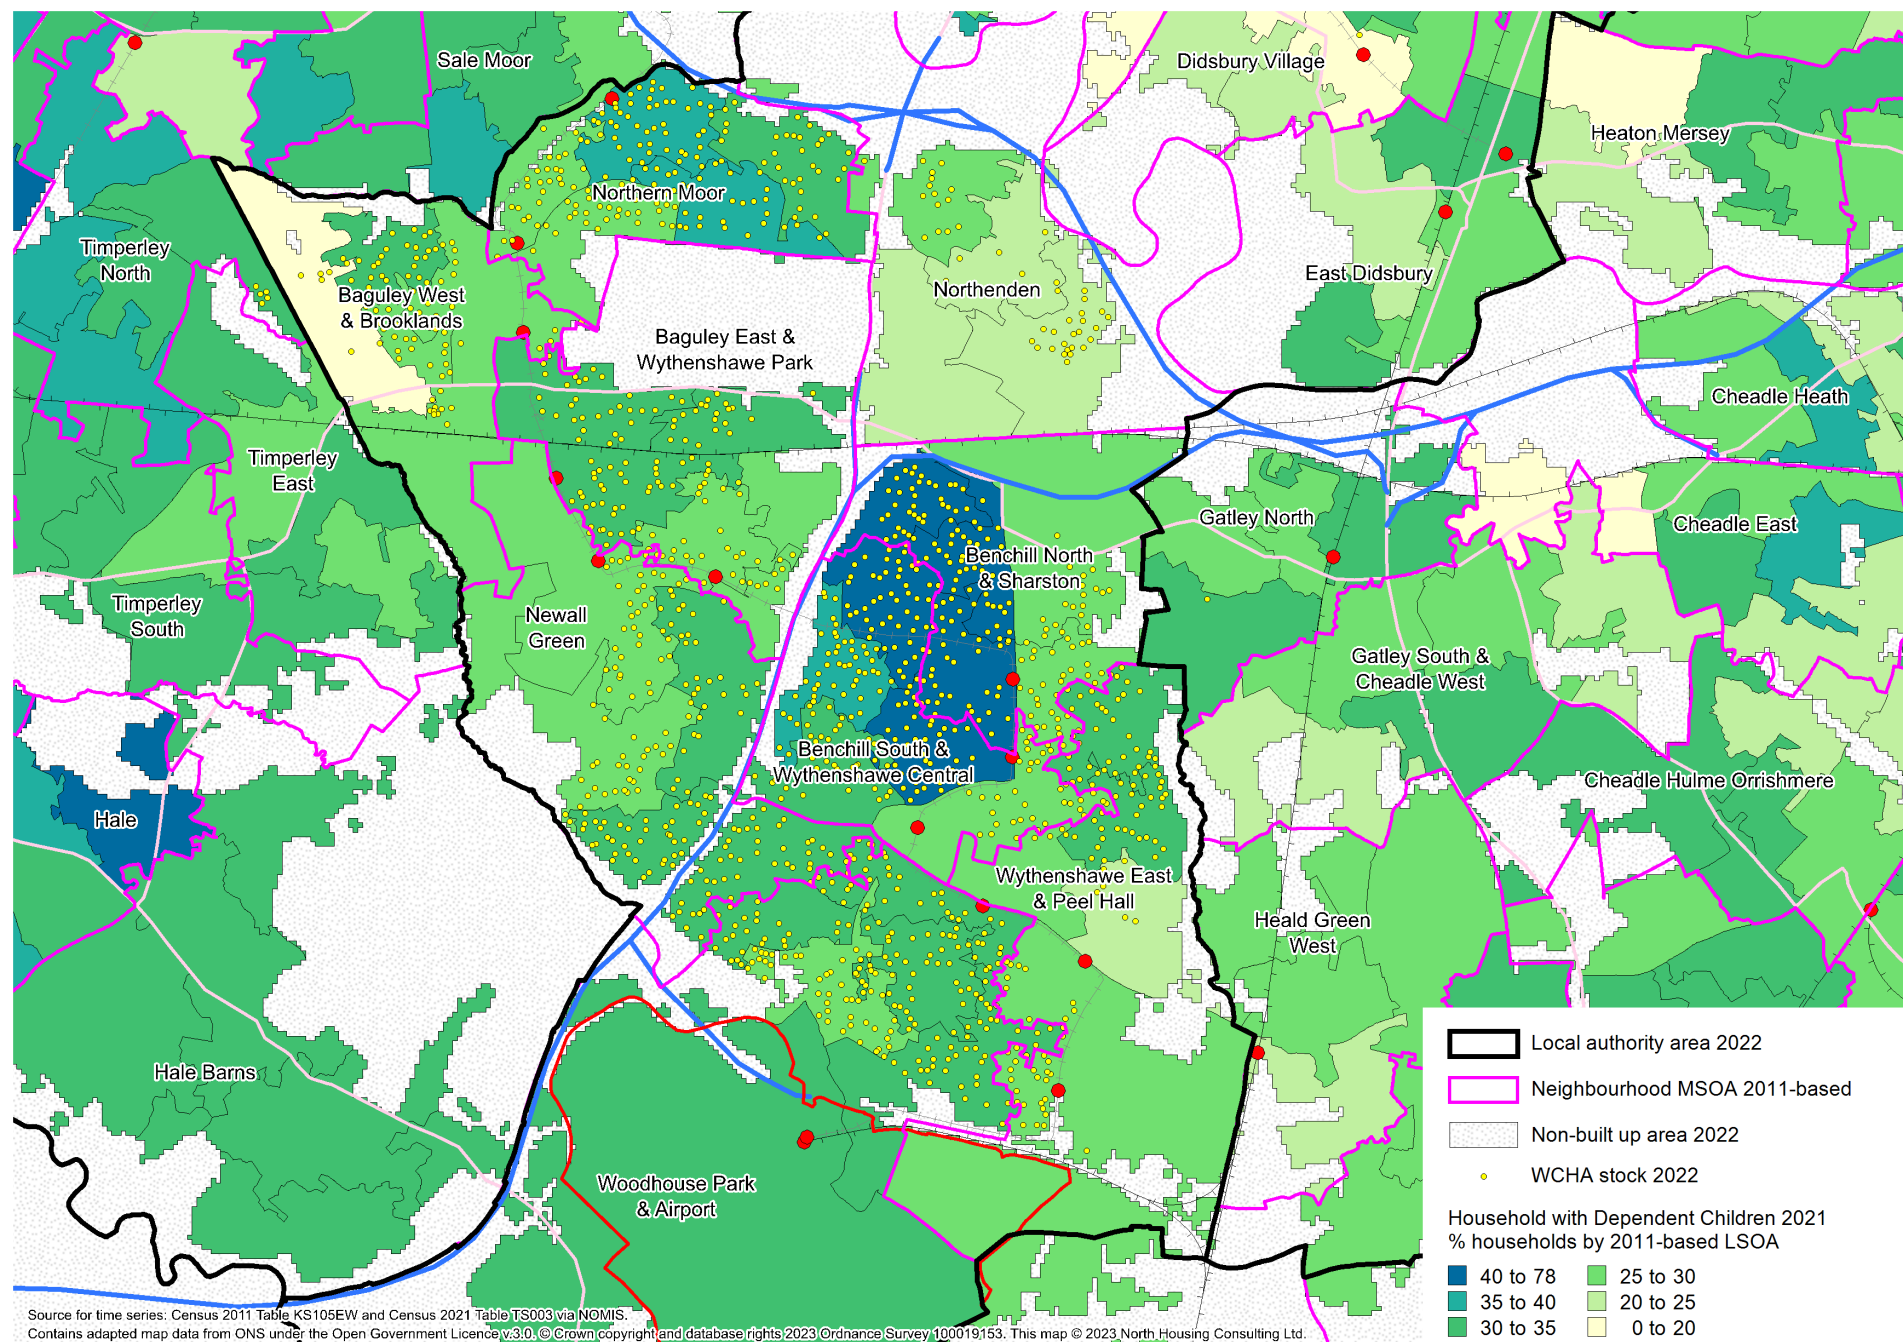 Sale Moor
Didsbury Village
Heaton Mersey
Northern Moor
Timperley
North
East Didsbury
Northenden
Baguley West
& Brooklands
Baguley East &
Wythenshawe Park
Cheadle Heath
Timperley
East
Gatley North
Cheadle East
Benchill North
& Sharston
Timperley
South
Newall
Green
Gatley South &
Cheadle West
Benchill South &
Wythenshawe Central
Cheadle Hulme Orrishmere
Hale
Wythenshawe East
& Peel Hall
Heald Green
West
Hale Barns
Woodhouse Park
& Airport
Local authority area 2022
Neighbourhood MSOA 2011-based
Non-built up area 2022
WCHA stock 2022
Household with Dependent Children 2021
% households by 2011-based LSOA
40 to 78
25 to 30
35 to 40
20 to 25
30 to 35
0 to 20
Source for time series: Census 2011 Table KS105EW and Census 2021 Table TS003 via NOMIS.
Contains adapted map data from ONS under the Open Government Licence v.3.0. © Crown copyright and database rights 2023 Ordnance Survey 100019153. This map © 2023 North Housing Consulting Ltd.